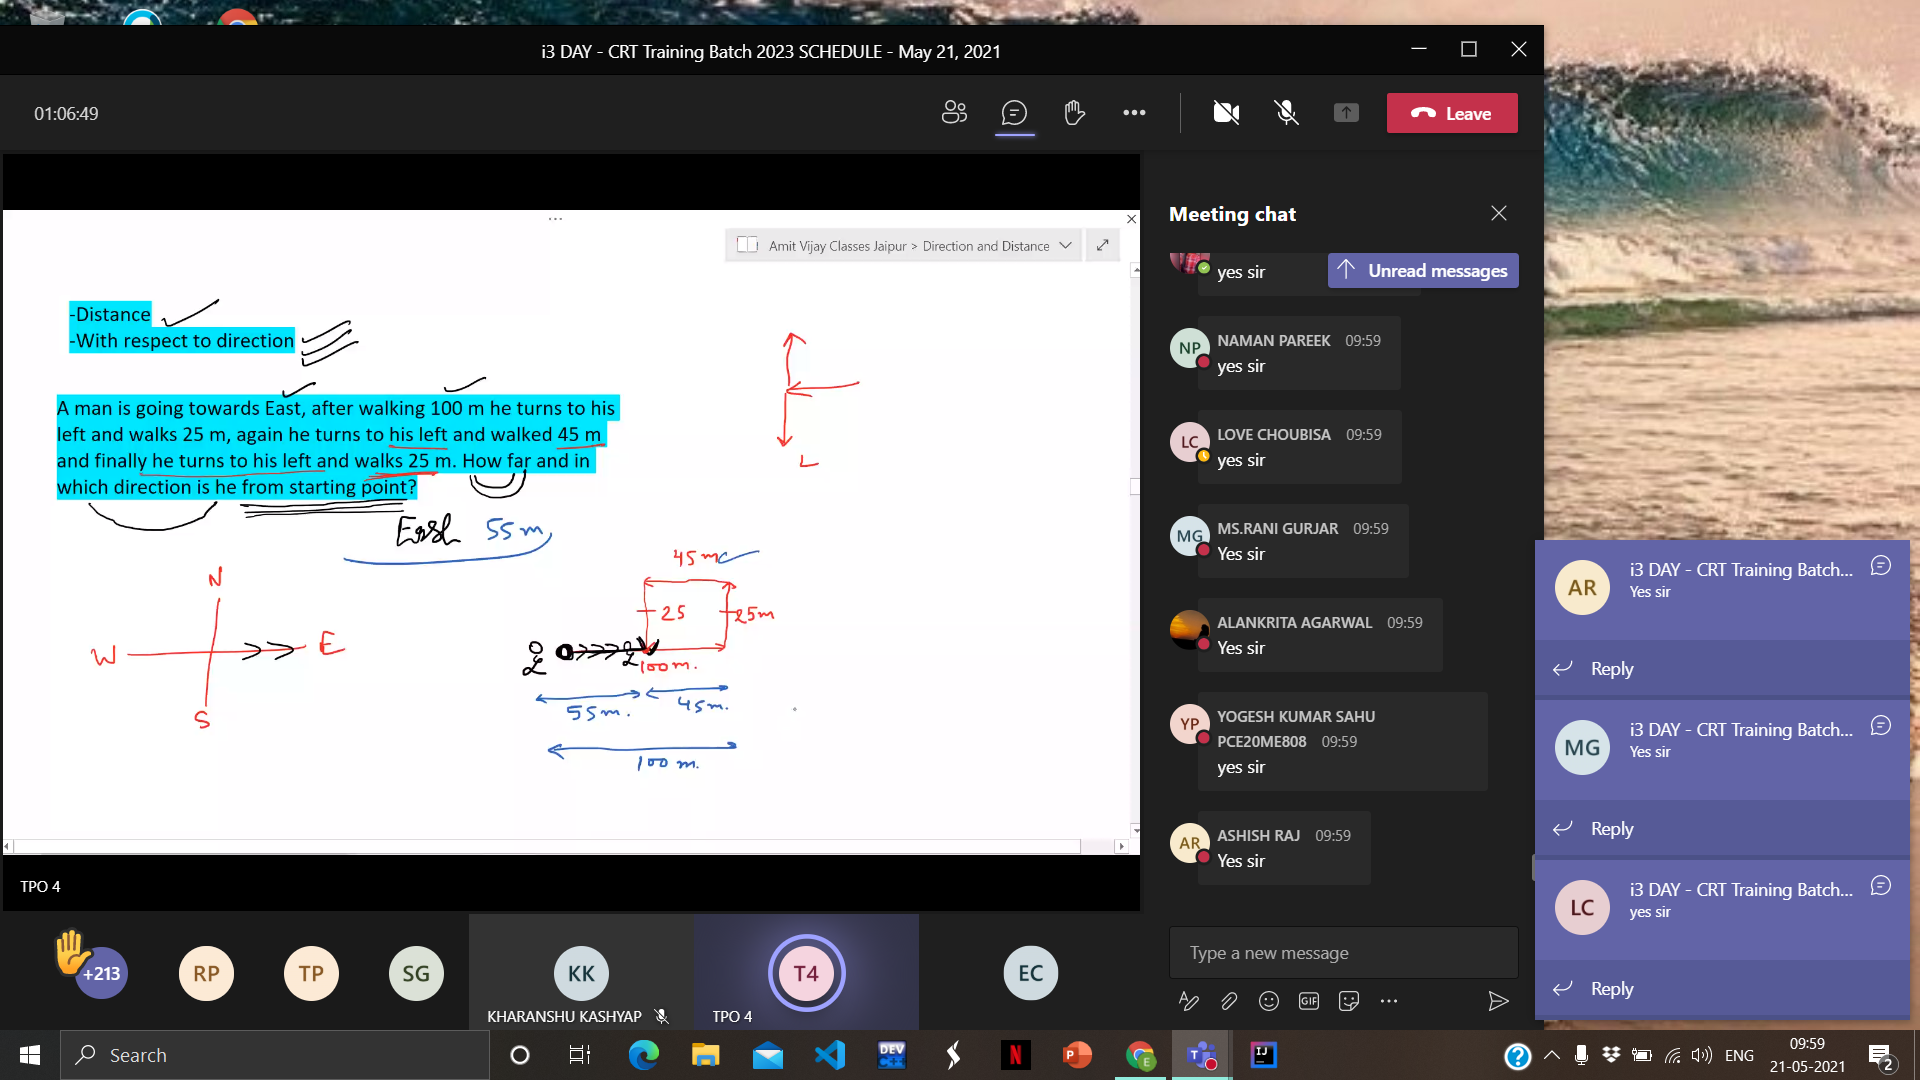 i3 DAY - CRT Training Batch 2023 SCHEDULE - May 21, 2021
01:06:49
Leave
Amit Vijay Classes Jaipur > Direction and Distance
-Distance
-With respect to direction
A man is going towards East, after walking 100 m he turns to his
left and walks 25 m, again he turns to his left and walked 45 m
and finally he turns to his left and walks 25 m. How far and in
which direction is he from starting point?
East 55 m
L
N
W
E
S
45 m
25
25m
100 m.
55 m.
45 m.
100 m.
TPO 4
Meeting chat
yes sir
Unread messages
NP
NAMAN PAREEK 09:59
yes sir
LC
LOVE CHOUBISA 09:59
yes sir
MG
MS.RANI GURJAR 09:59
Yes sir
ALANKRITA AGARWAL 09:59
Yes sir
YP
YOGESH KUMAR SAHU
PCE20ME808 09:59
yes sir
AR
ASHISH RAJ 09:59
Yes sir
Type a new message
GIF
AR
i3 DAY - CRT Training Batch...
Yes sir
Reply
MG
i3 DAY - CRT Training Batch...
Yes sir
Reply
LC
i3 DAY - CRT Training Batch...
yes sir
Reply
+213
RP
TP
SG
KK
KHARANSHU KASHYAP
T4
TPO 4
EC
Search
DEV C++
N
P
E
T
IJ
ENG
09:59
21-05-2021
2